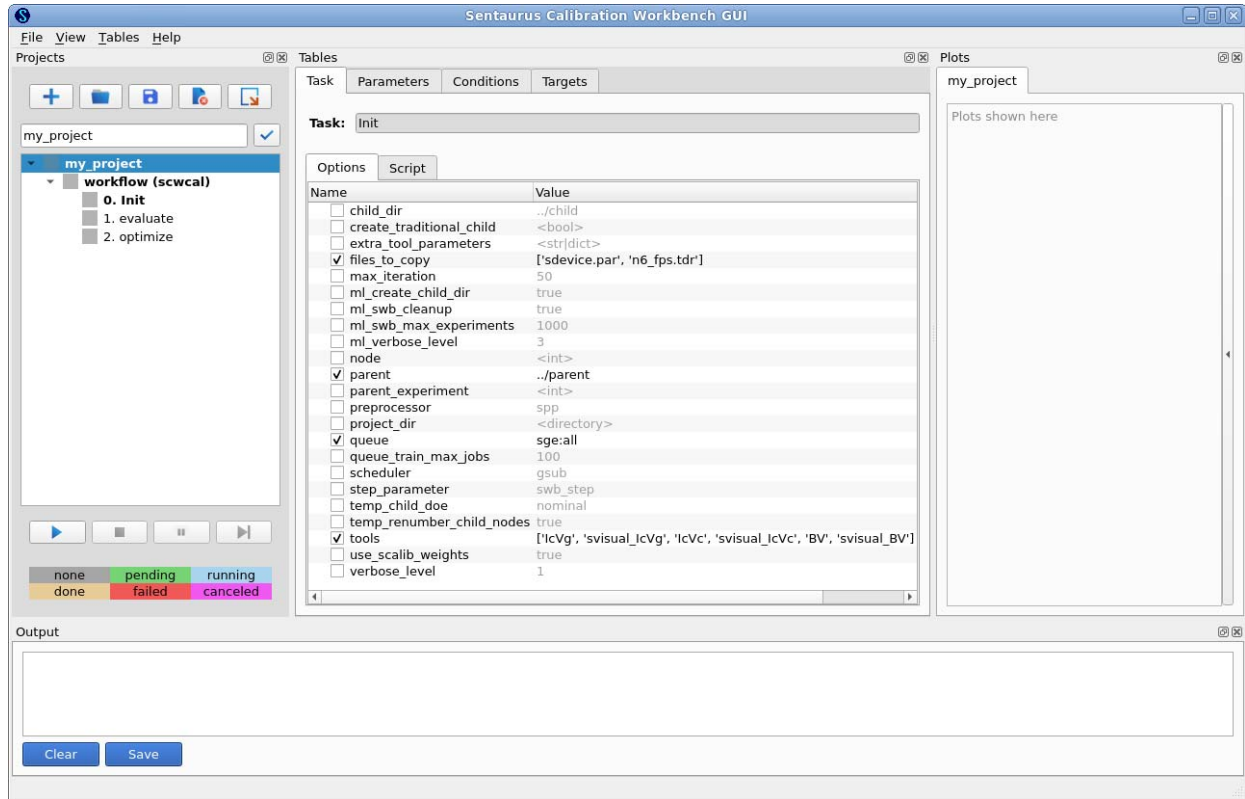 Sentaurus Calibration Workbench GUI
File View Tables Help
Projects
my_project
my_project
workflow (scwcal)
0. Init
1. evaluate
2. optimize
none pending running
done failed canceled
Tables
Task Parameters Conditions Targets
Task: Init
Options Script
Name Value
child_dir ../child
create_traditional_child <bool>
extra_tool_parameters <str|dict>
files_to_copy ['sdevice.par', 'n6_fps.tdr']
max_iteration 50
ml_create_child_dir true
ml_swb_cleanup true
ml_swb_max_experiments 1000
ml_verbose_level 3
node <int>
parent ../parent
parent_experiment <int>
preprocessor spp
project_dir <directory>
queue sge:all
queue_train_max_jobs 100
scheduler gsub
step_parameter swb_step
temp_child_doe nominal
temp_renumber_child_nodes true
tools ['IcVg', 'svisual_IcVg', 'IcVc', 'svisual_IcVc', 'BV', 'svisual_BV']
use_scalib_weights true
verbose_level 1
Plots
my_project
Plots shown here
Output
Clear Save